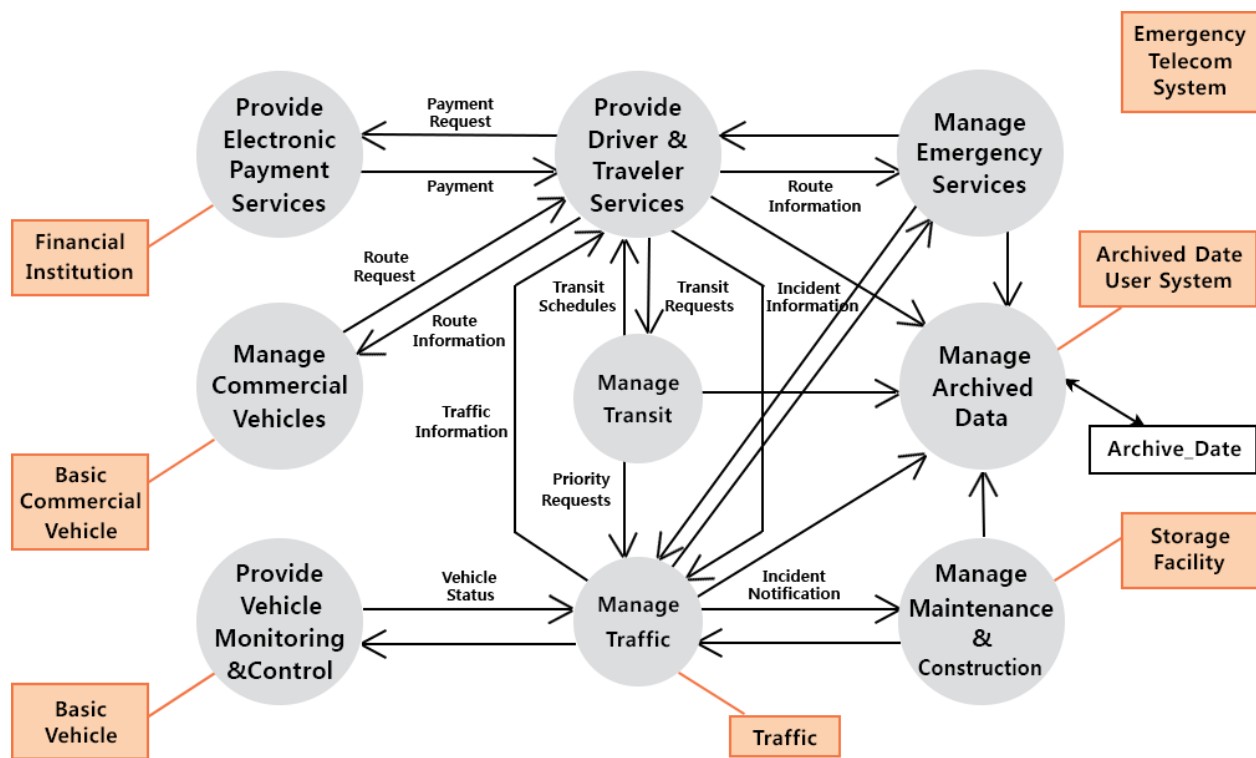 Emergency
Telecom
System
Provide
Electronic
Payment
Services
Payment
Request
Payment
Provide
Driver &
Traveler
Services
Route
Information
Manage
Emergency
Services
Financial
Institution
Route
Request
Route
Information
Transit
Schedules
Transit
Requests
Incident
Information
Archived Date
User System
Manage
Commercial
Vehicles
Traffic
Information
Manage
Transit
Manage
Archived
Data
Archive_Date
Basic
Commercial
Vehicle
Priority
Requests
Storage
Facility
Provide
Vehicle
Monitoring
&Control
Vehicle
Status
Manage
Traffic
Incident
Notification
Manage
Maintenance
&
Construction
Basic
Vehicle
Traffic